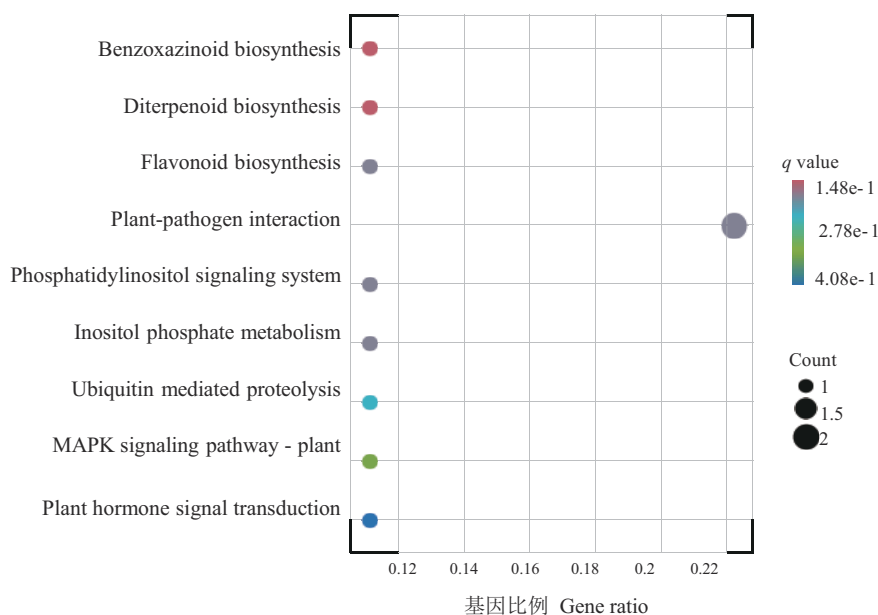 Benzoxazinoid biosynthesis
Diterpenoid biosynthesis
Flavonoid biosynthesis
Plant-pathogen interaction
Phosphatidylinositol signaling system
Inositol phosphate metabolism
Ubiquitin mediated proteolysis
MAPK signaling pathway - plant
Plant hormone signal transduction
0.12 0.14 0.16 0.18 0.2 0.22
基因比例 Gene ratio
q value
1.48e-1
2.78e-1
4.08e-1
Count
1
1.5
2